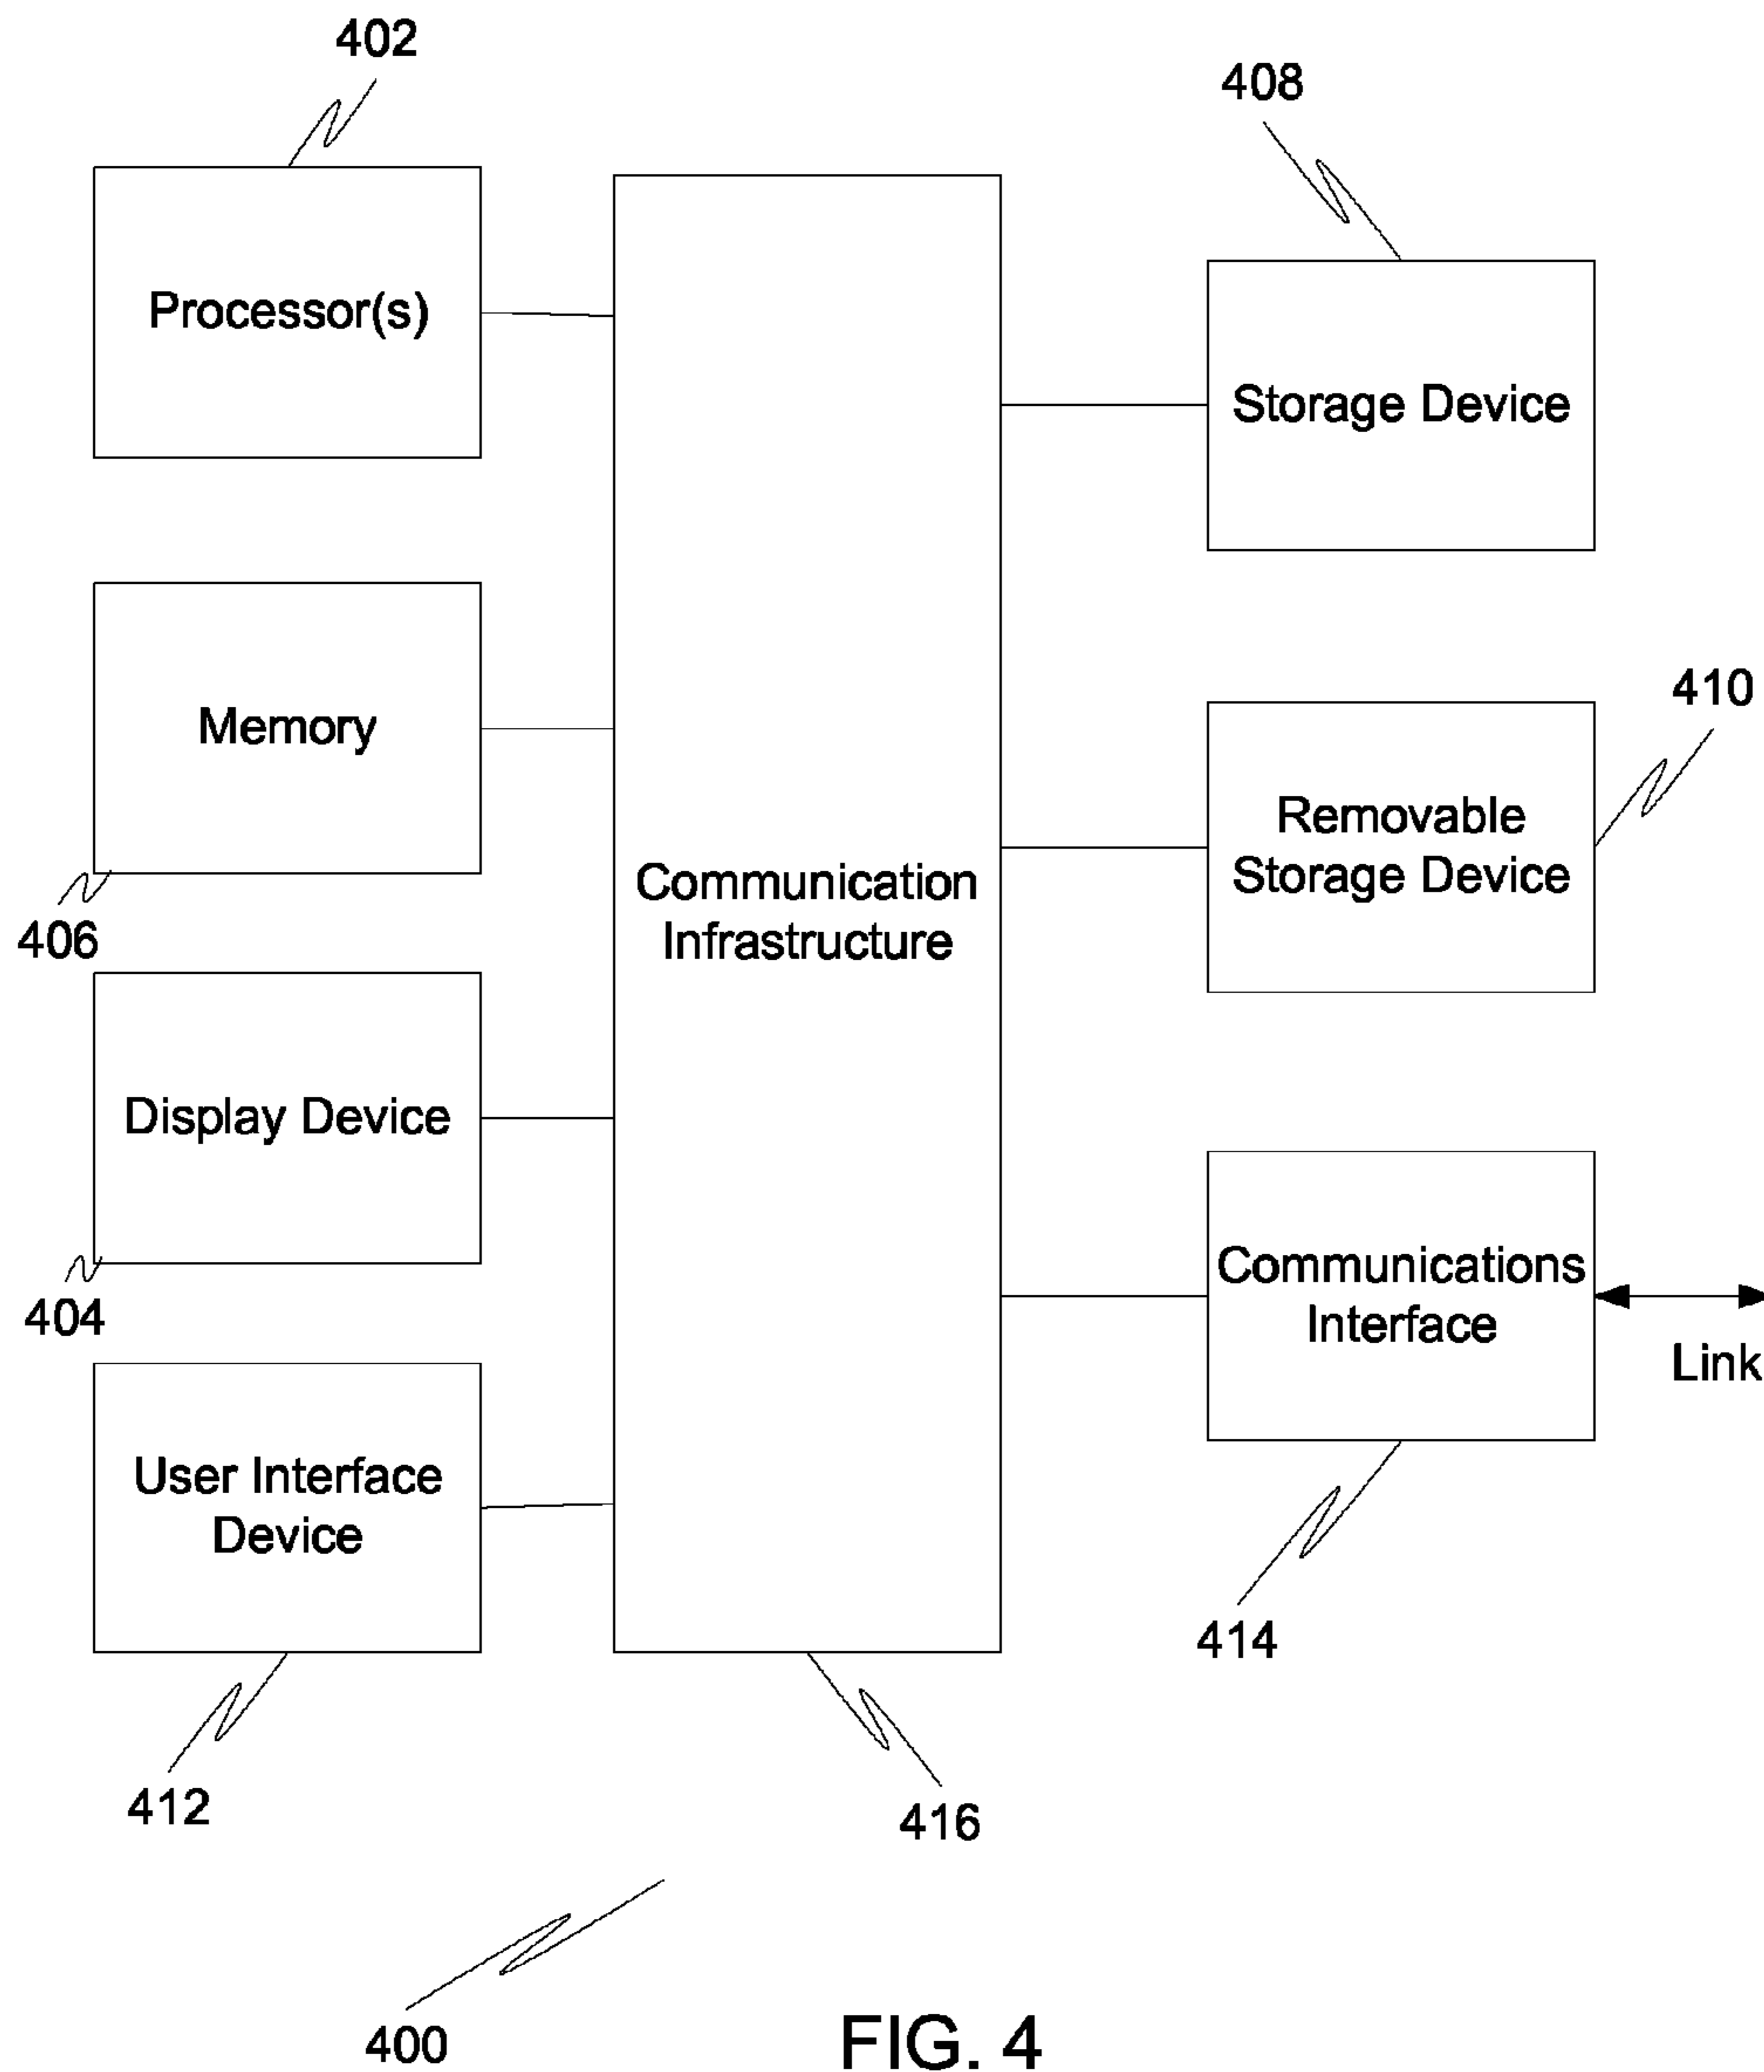 402
408
Processor(s)
Storage Device
410
Memory
Removable
Storage Device
Communication
Infrastructure
406
Display Device
Communications
Interface
404
Link
User Interface
Device
414
412
416
400
FIG. 4